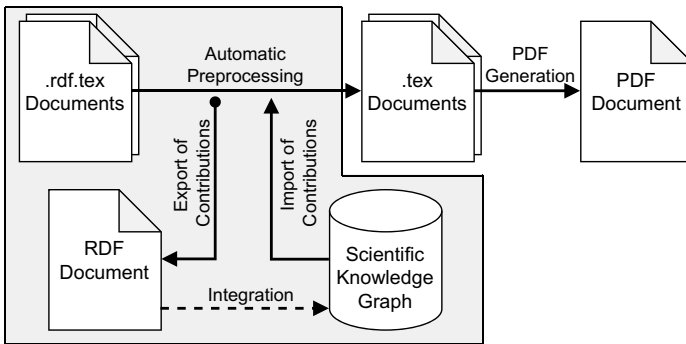 .rdf.tex
Documents
Automatic
Preprocessing
.tex
Documents
PDF
Generation
PDF
Document
Export of
Contributions
Import of
Contributions
RDF
Document
Integration
Scientific
Knowledge
Graph